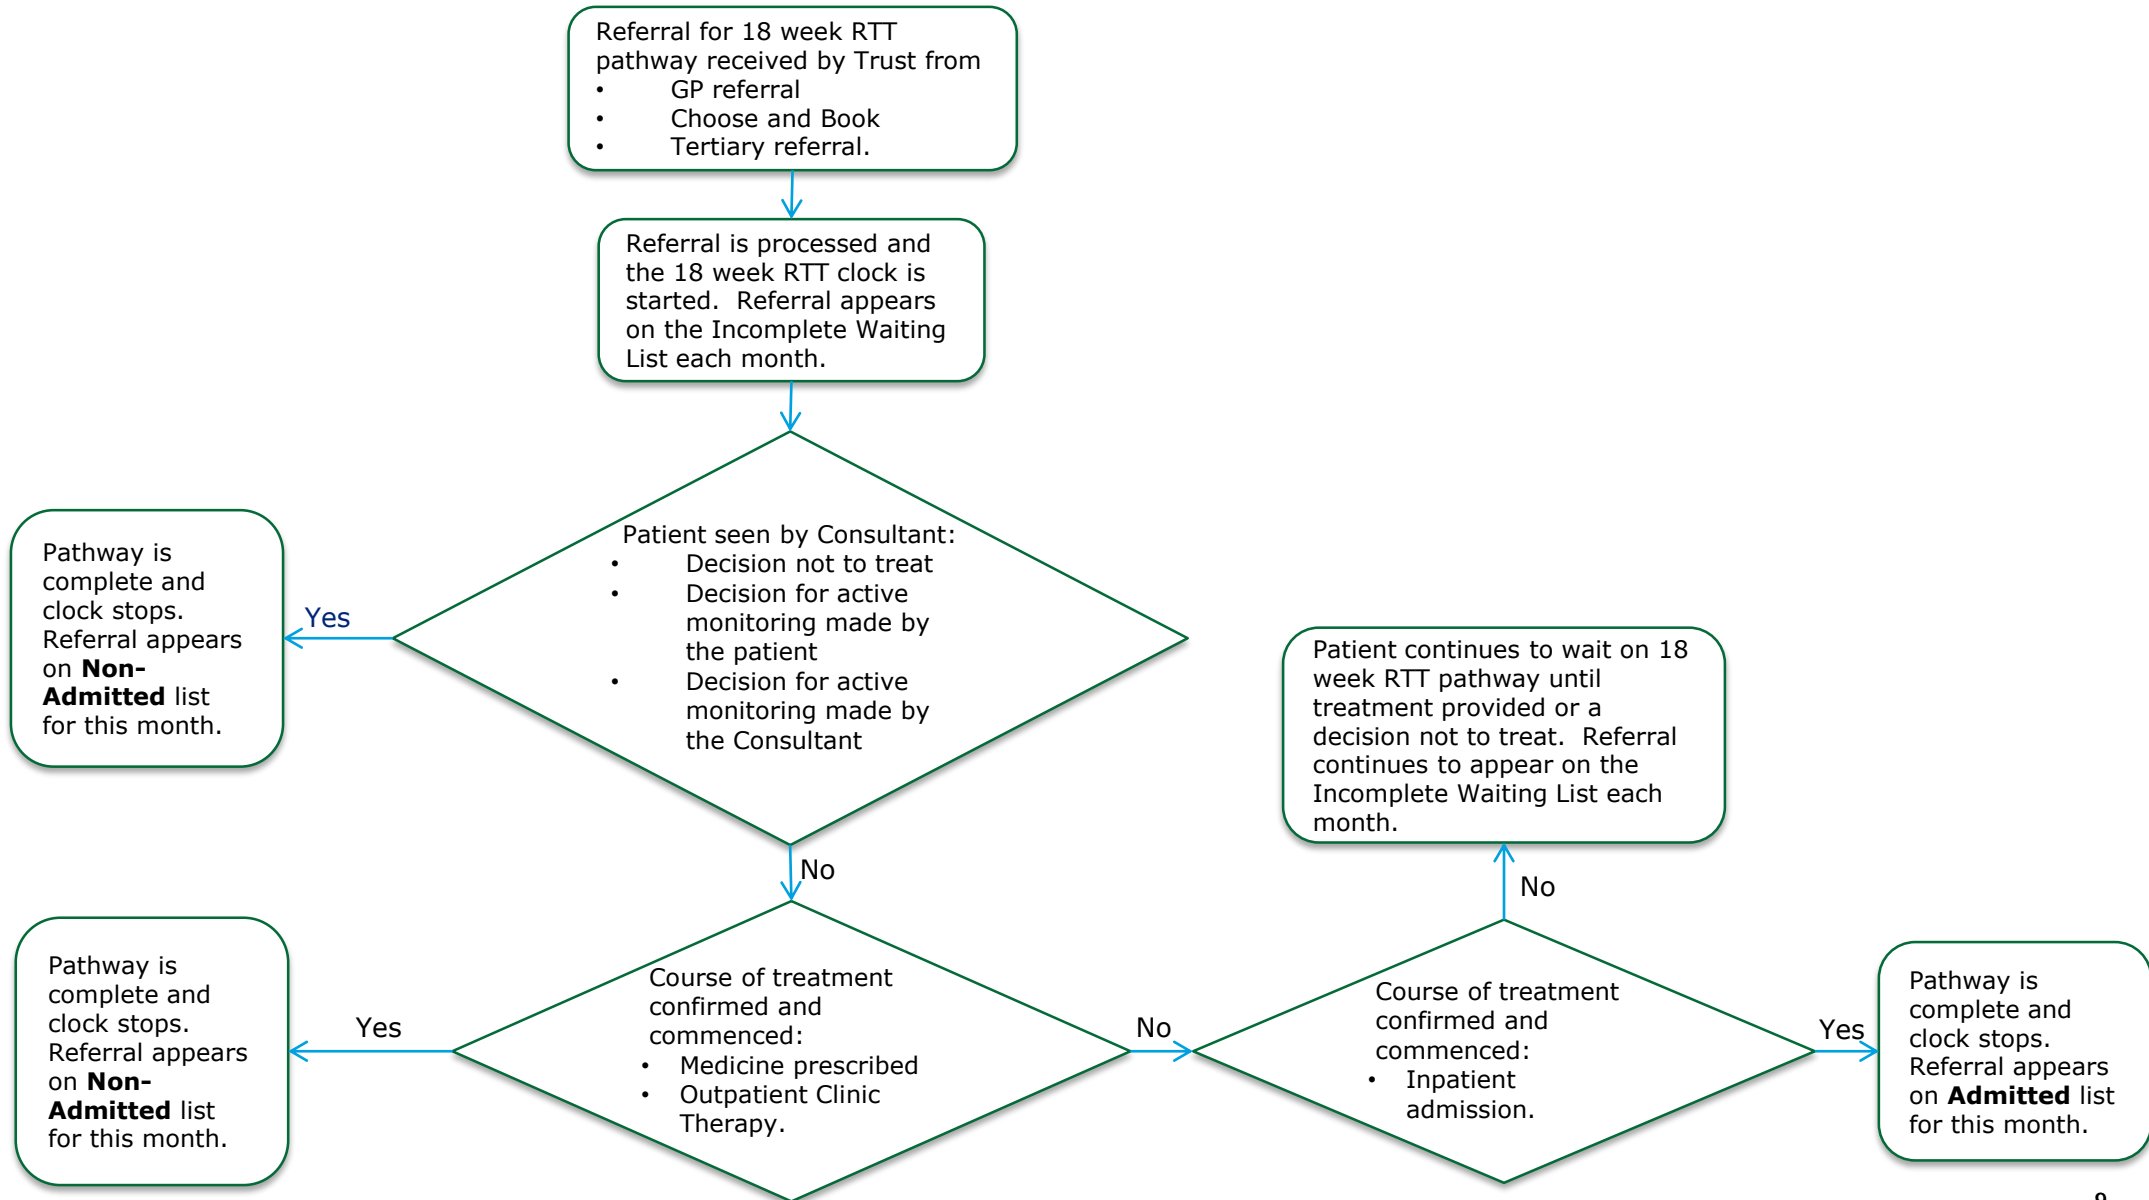 Referral for 18 week RTT
pathway received by Trust from
• GP referral
• Choose and Book
• Tertiary referral.
Referral is processed and
the 18 week RTT clock is
started.  Referral appears
on the Incomplete Waiting
List each month.
Patient seen by Consultant:
• Decision not to treat
• Decision for active
monitoring made by
the patient
• Decision for active
monitoring made by
the Consultant
Yes
Pathway is
complete and
clock stops.
Referral appears
on Non-
Admitted list
for this month.
No
Course of treatment
confirmed and
commenced:
• Medicine prescribed
• Outpatient Clinic
Therapy.
Yes
Pathway is
complete and
clock stops.
Referral appears
on Non-
Admitted list
for this month.
No
Course of treatment
confirmed and
commenced:
• Inpatient
admission.
No
Patient continues to wait on 18
week RTT pathway until
treatment provided or a
decision not to treat.  Referral
continues to appear on the
Incomplete Waiting List each
month.
Yes
Pathway is
complete and
clock stops.
Referral appears
on Admitted list
for this month.